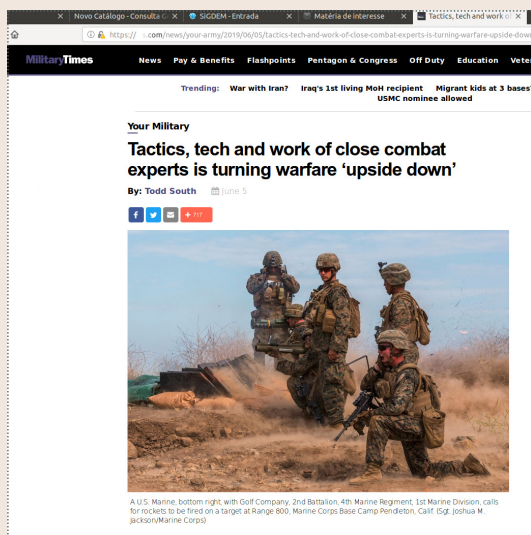 Novo Catálogo - Consulta G
SIGDEM - Entrada
Matéria de interesse
Tactics, tech and work of
https:// s.com/news/your-army/2019/06/05/tactics-tech-and-work-of-close-combat-experts-is-turning-warfare-upside-down
MilitaryTimes
News Pay & Benefits Flashpoints Pentagon & Congress Off Duty Education Veter
Trending: War with Iran? Iraq's 1st living MoH recipient Migrant kids at 3 bases?
USMC nominee allowed
Your Military
Tactics, tech and work of close combat
experts is turning warfare ‘upside down’
By: Todd South June 5
f + 717
A U.S. Marine, bottom right, with Golf Company, 2nd Battalion, 4th Marine Regiment, 1st Marine Division, calls
for rockets to be fired on a target at Range 800, Marine Corps Base Camp Pendleton, Calif. (Sgt. Joshua M.
Jackson/Marine Corps)